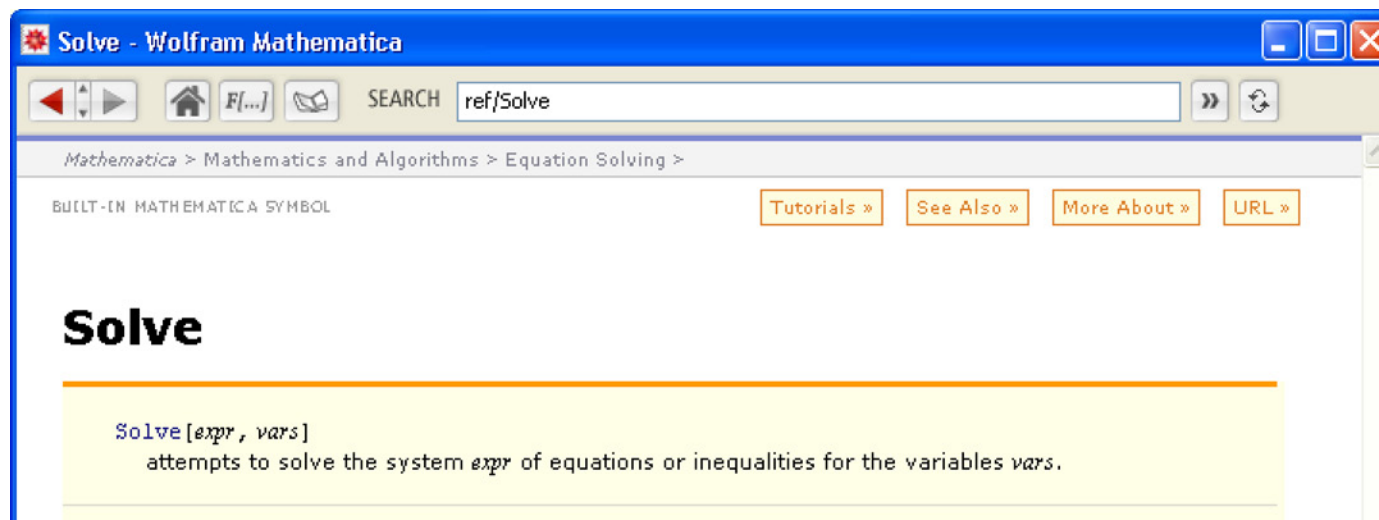 Solve - Wolfram Mathematica
F[...] SEARCH ref/Solve »
Mathematica > Mathematics and Algorithms > Equation Solving >
BUILT-IN MATHEMATICA SYMBOL Tutorials » See Also » More About » URL »
Solve
Solve[expr, vars]
attempts to solve the system expr of equations or inequalities for the variables vars.